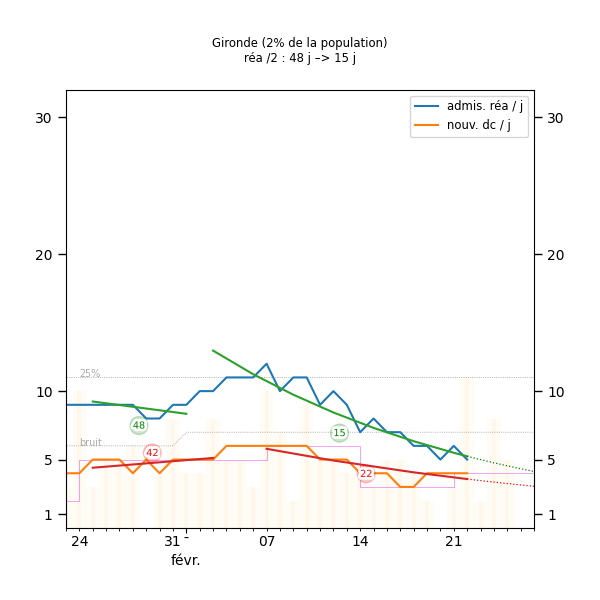 Gironde (2% de la population)
réa /2 : 48 j –> 15 j
admis. réa / j
nouv. dc / j
30 30
20 20
25%
10 10
48
15
bruit
42
5 5
22
1 1
24 31 07 14 21
févr.